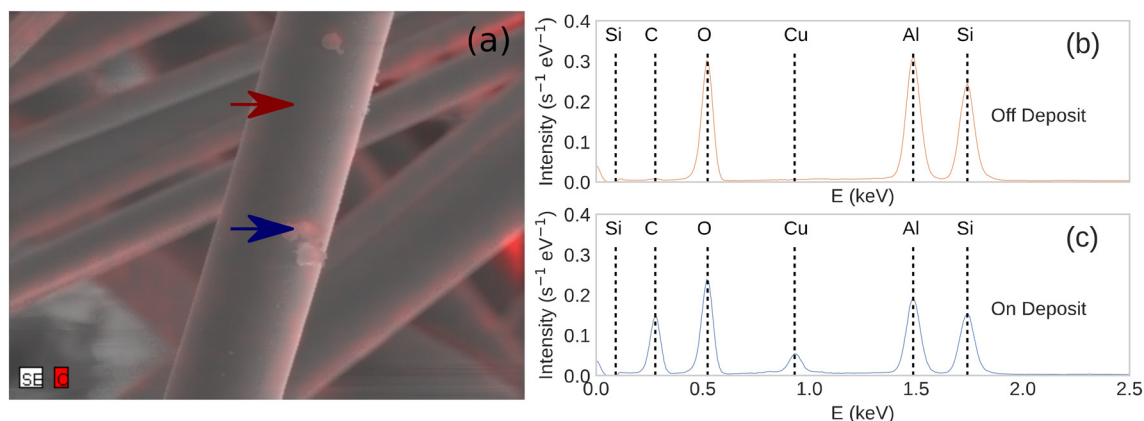 (a)
SE C
0.4
0.3
0.2
0.1
0.0
Intensity (s⁻¹ eV⁻¹)
Si C O Cu Al Si
(b)
Off Deposit
E (keV)
0.4
0.3
0.2
0.1
0.0
Intensity (s⁻¹ eV⁻¹)
Si C O Cu Al Si
(c)
On Deposit
0.0 0.5 1.0 1.5 2.0 2.5
E (keV)